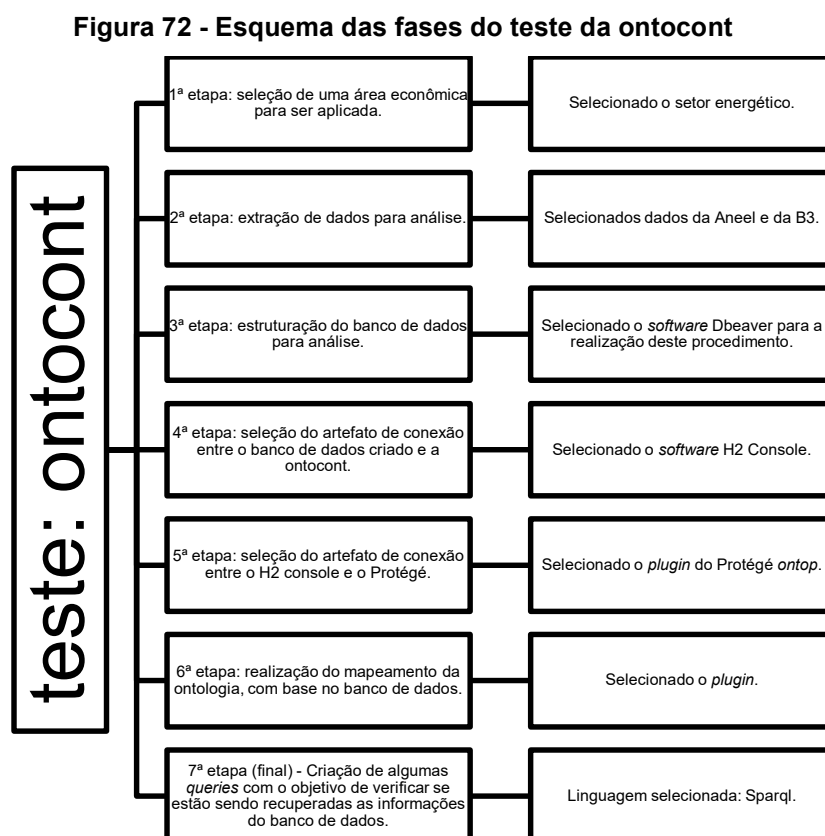 Figura 72 - Esquema das fases do teste da ontocont
teste: ontocont
1ª etapa: seleção de uma área econômica
para ser aplicada.
Selecionado o setor energético.
2ª etapa: extração de dados para análise.
Selecionados dados da Aneel e da B3.
3ª etapa: estruturação do banco de dados
para análise.
Selecionado o software Dbeaver para a
realização deste procedimento.
4ª etapa: seleção do artefato de conexão
entre o banco de dados criado e a
ontocont.
Selecionado o software H2 Console.
5ª etapa: seleção do artefato de conexão
entre o H2 console e o Protégé.
Selecionado o plugin do Protégé ontop.
6ª etapa: realização do mapeamento da
ontologia, com base no banco de dados.
Selecionado o plugin.
7ª etapa (final) - Criação de algumas
queries com o objetivo de verificar se
estão sendo recuperadas as informações
do banco de dados.
Linguagem selecionada: Sparql.